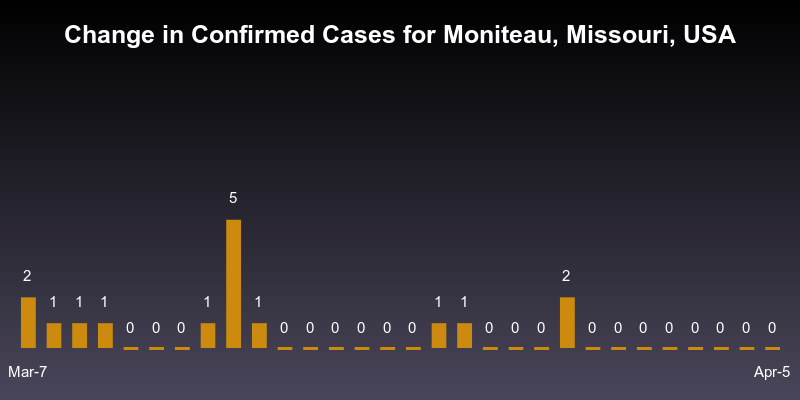 Change in Confirmed Cases for Moniteau, Missouri, USA
5
2 1 1 1 0 0 0 1 1 0 0 0 0 0 0 1 1 0 0 0 2 0 0 0 0 0 0 0 0
Mar-7 Apr-5